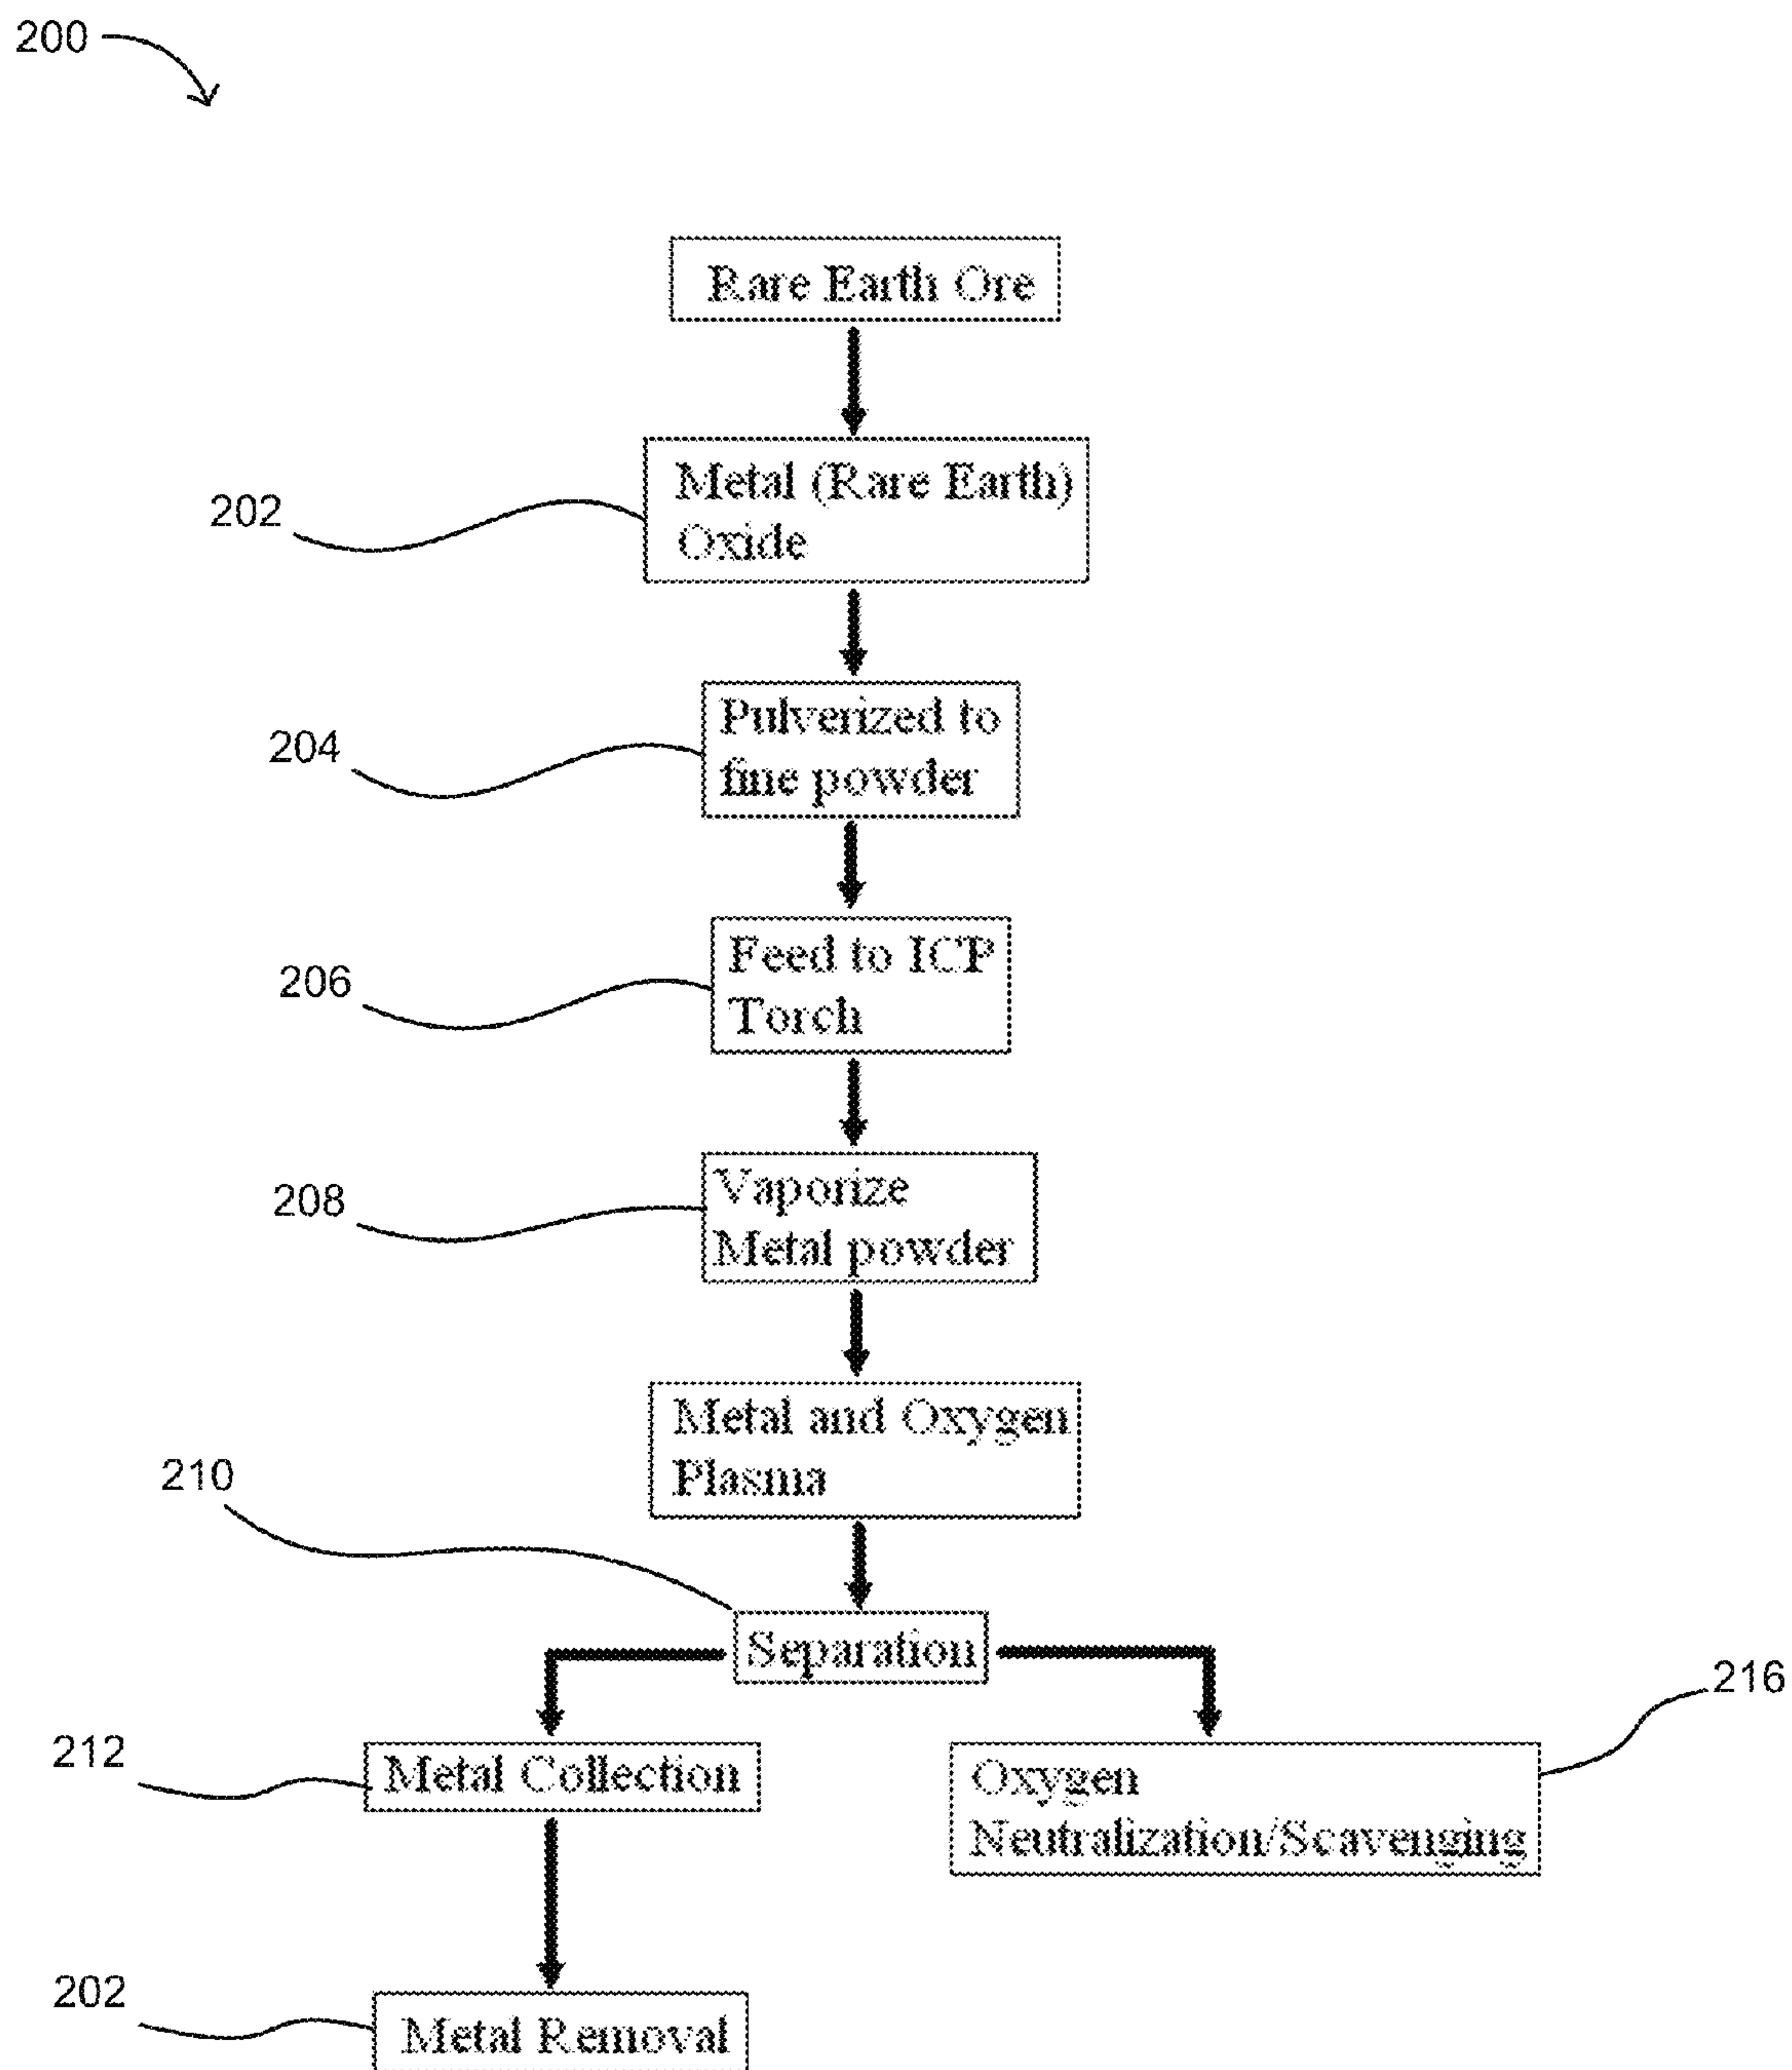 200
Rare Earth Ore
202
Metal (Rare Earth)
Oxide
204
Pulverized to
fine powder
206
Feed to ICP
Torch
208
Vaporize
Metal powder
Metal and Oxygen
Plasma
210
Separation
212
Metal Collection
216
Oxygen
Neutralization/Scavenging
202
Metal Removal